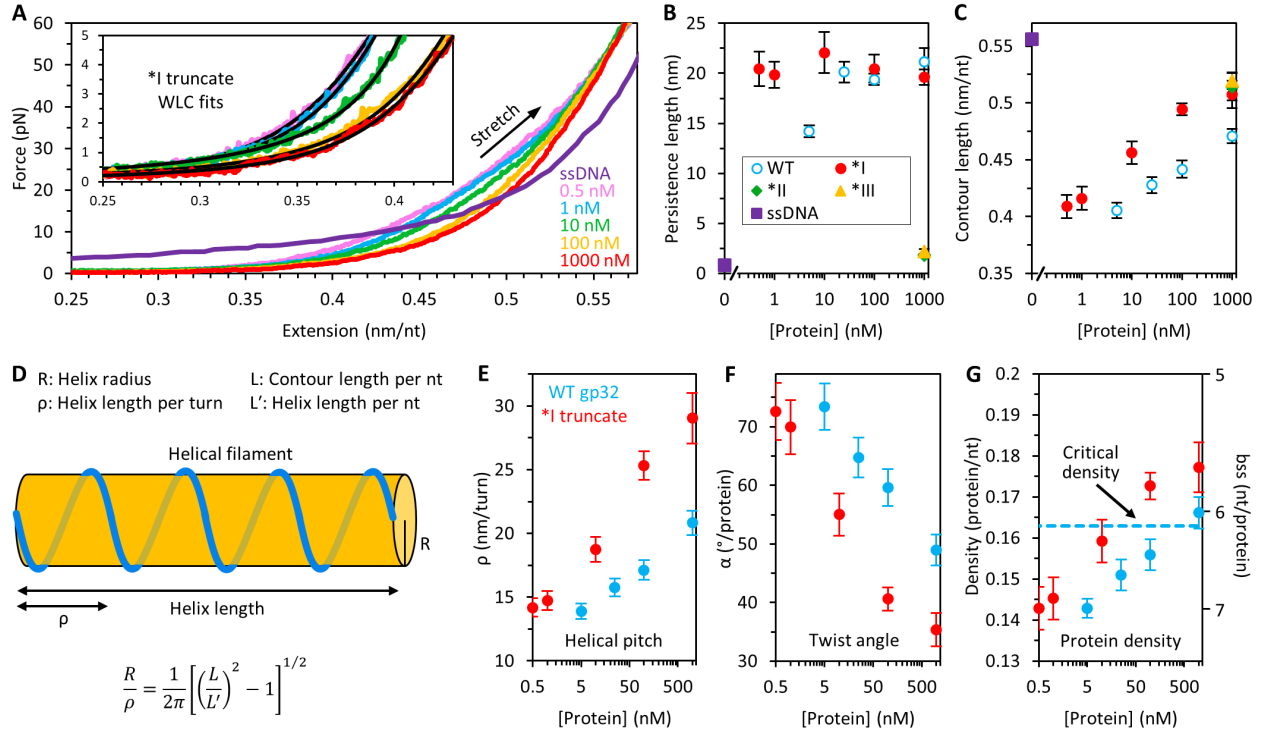 A
60
50
40
30
20
10
0
Force (pN)
0.25
0.3
0.35
0.4
0.45
0.5
0.55
Extension (nm/nt)
5
4
3
2
1
0
0.25
0.3
0.35
0.4
*I truncate
WLC fits
Stretch
ssDNA
0.5 nM
1 nM
10 nM
100 nM
1000 nM
B
25
20
15
10
5
0
Persistence length (nm)
WT
*I
*II
*III
ssDNA
0
1
10
100
1000
[Protein] (nM)
C
0.55
0.5
0.45
0.4
0.35
Contour length (nm/nt)
0
1
10
100
1000
[Protein] (nM)
D
R: Helix radius
L: Contour length per nt
ρ: Helix length per turn
L′: Helix length per nt
Helical filament
R
Helix length
ρ
R/ρ = 1/2π [(L/L′)² − 1]^1/2
E
30
25
20
15
10
ρ (nm/turn)
WT gp32
*I truncate
Helical pitch
0.5
5
50
500
[Protein] (nM)
F
70
60
50
40
30
α (°/protein)
Twist angle
0.5
5
50
500
[Protein] (nM)
G
0.2
0.19
0.18
0.17
0.16
0.15
0.14
0.13
Density (protein/nt)
Critical
density
Protein density
5
6
7
bss (nt/protein)
0.5
5
50
500
[Protein] (nM)